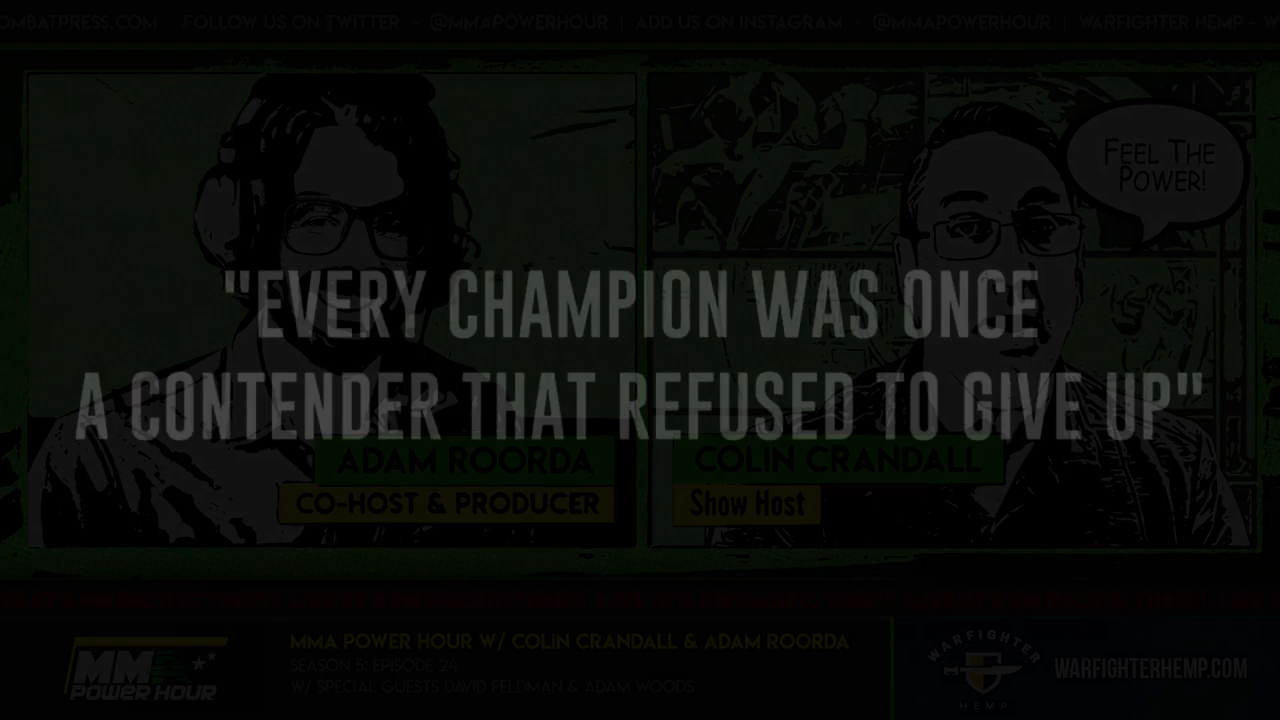 OMBATPRESS.COM FOLLOW US ON TWITTER - @MMAPOWERHOUR | ADD US ON INSTAGRAM - @MMAPOWERHOUR | WARFIGHTER HEMP - W
FEEL THE
POWER!
"EVERY CHAMPION WAS ONCE
A CONTENDER THAT REFUSED TO GIVE UP"
ADAM ROORDA
CO-HOST & PRODUCER
COLIN CRANDALL
Show Host
MMA
POWER HOUR
MMA POWER HOUR W/ COLIN CRANDALL & ADAM ROORDA
SEASON 5: EPISODE 24
W/ SPECIAL GUESTS DAVID FELDMAN & ADAM WOODS
WARFIGHTER
HEMP
WARFIGHTERHEMP.COM